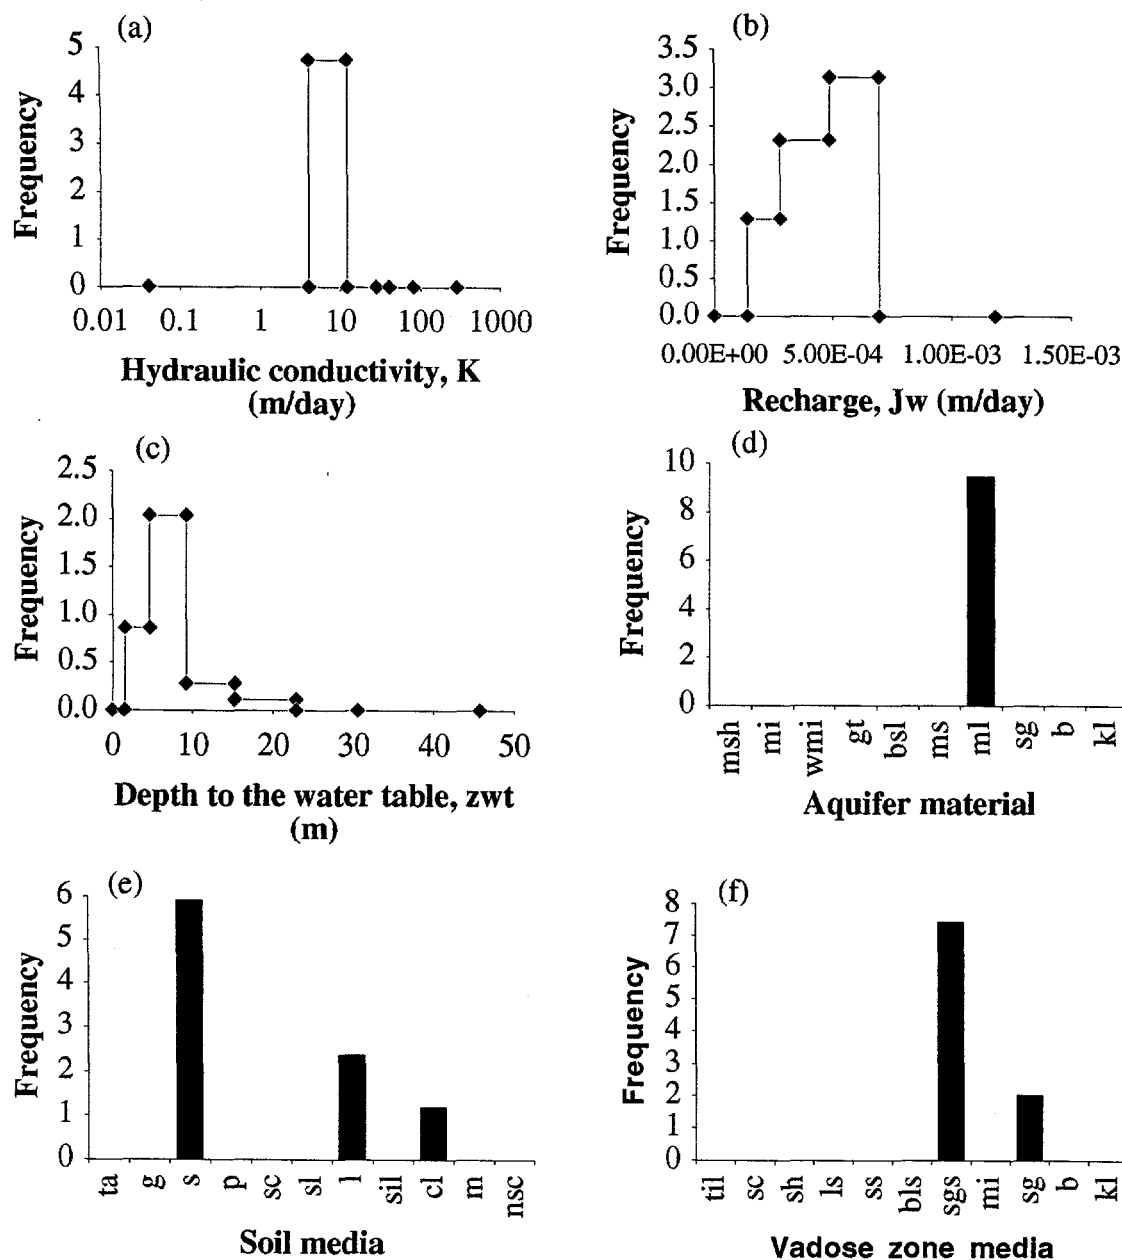 (a)
5
4
3
2
1
0
Frequency
0.01 0.1 1 10 100 1000
Hydraulic conductivity, K
(m/day)
(b)
3.5
3.0
2.5
2.0
1.5
1.0
0.5
0.0
Frequency
0.00E+00 5.00E-04 1.00E-03 1.50E-03
Recharge, Jw (m/day)
(c)
2.5
2.0
1.5
1.0
0.5
0.0
Frequency
0 10 20 30 40 50
Depth to the water table, zwt
(m)
(d)
10
8
6
4
2
0
Frequency
msh mi wmi gt bsl ms ml sg b kl
Aquifer material
(e)
6
5
4
3
2
1
0
Frequency
ta g s p sc sl l sil cl m nsc
Soil media
(f)
8
7
6
5
4
3
2
1
0
Frequency
til sc sh ls ss bls sgs mi sg b kl
Vadose zone media